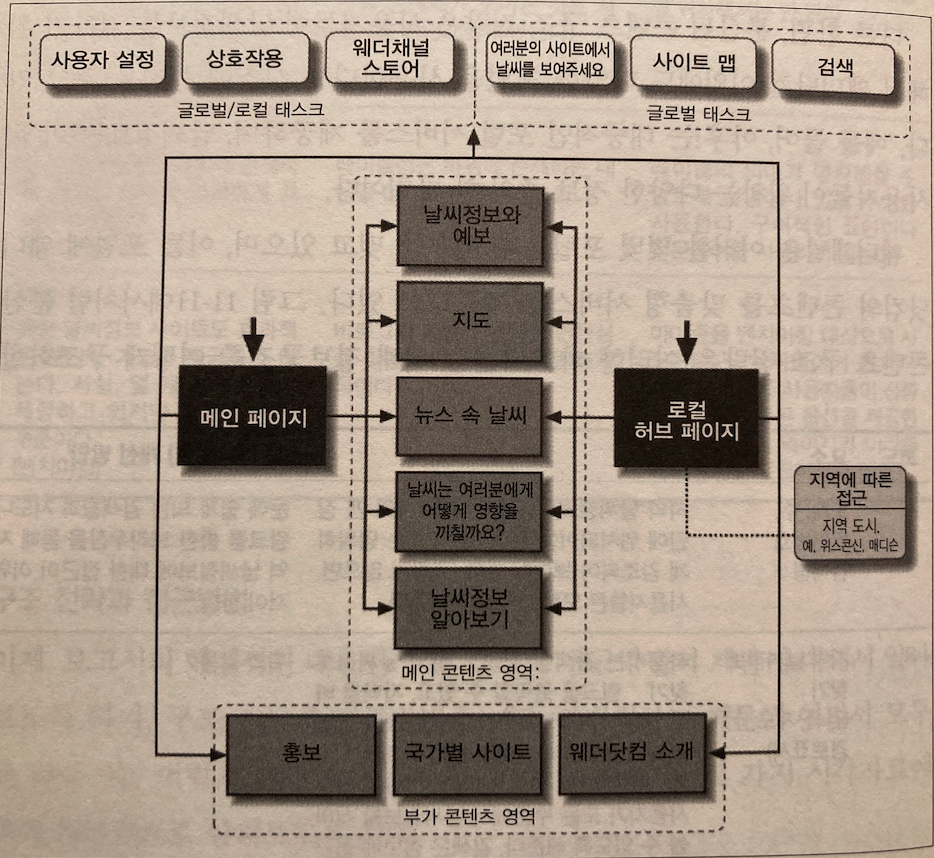 사용자 설정
상호작용
웨더채널
스토어
글로벌/로컬 태스크
여러분의 사이트에서
날씨를 보여주세요
사이트 맵
검색
글로벌 태스크
날씨정보와
예보
지도
뉴스 속 날씨
날씨는 여러분에게
어떻게 영향을
끼칠까요?
날씨정보
알아보기
메인 콘텐츠 영역:
메인 페이지
로컬
허브 페이지
지역에 따른
접근
지역 도시,
예, 위스콘신, 매디슨
홍보
국가별 사이트
웨더닷컴 소개
부가 콘텐츠 영역